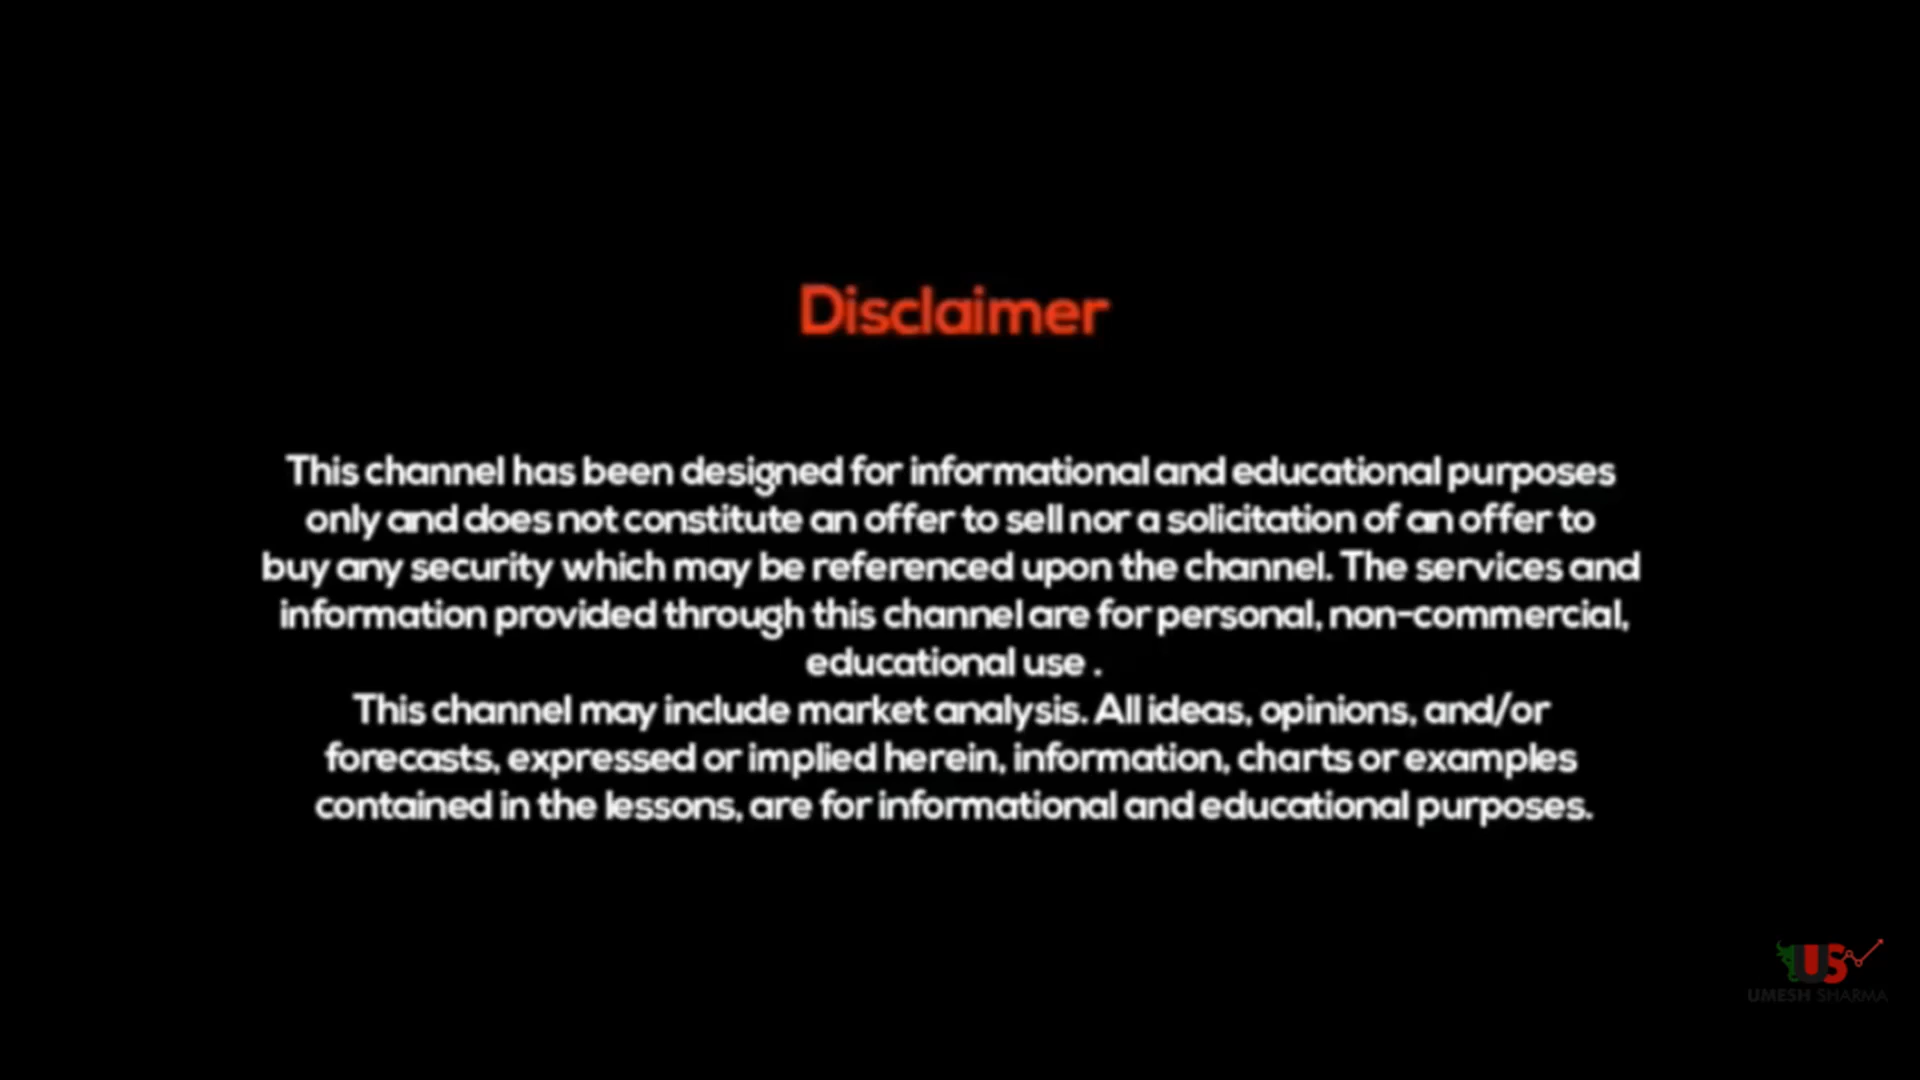 Disclaimer
This channel has been designed for informational and educational purposes
only and does not constitute an offer to sell nor a solicitation of an offer to
buy any security which may be referenced upon the channel. The services and
information provided through this channel are for personal, non-commercial,
educational use .
This channel may include market analysis. All ideas, opinions, and/or
forecasts, expressed or implied herein, information, charts or examples
contained in the lessons, are for informational and educational purposes.
US
UMESH SHARMA